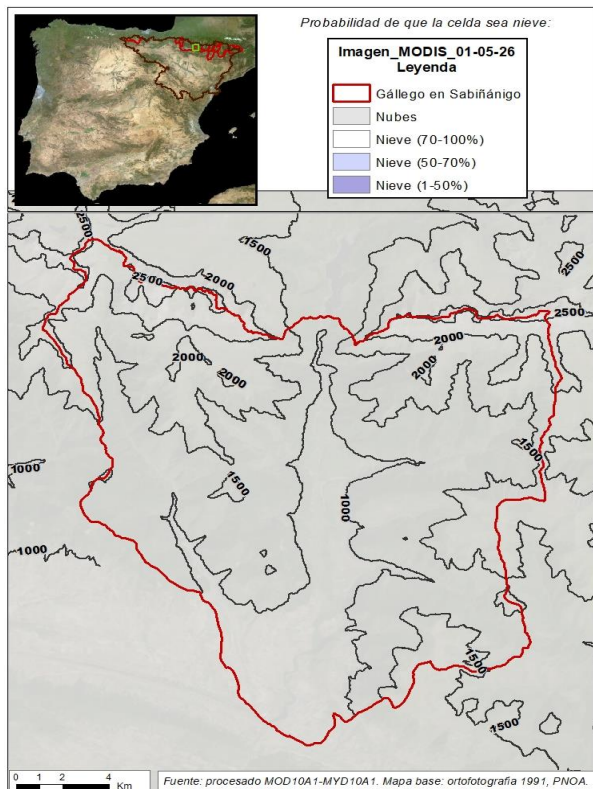 Probabilidad de que la celda sea nieve:
Imagen_MODIS_01-05-26
Leyenda
Gállego en Sabiñánigo
Nubes
Nieve (70-100%)
Nieve (50-70%)
Nieve (1-50%)
2500
1500
2500
2000
2500
2500
2000
2000
2000
2000
1500
1000
1500
1000
1000
1500
1500
0 1 2 4
Km
Fuente: procesado MOD10A1-MYD10A1. Mapa base: ortofotografia 1991, PNOA.